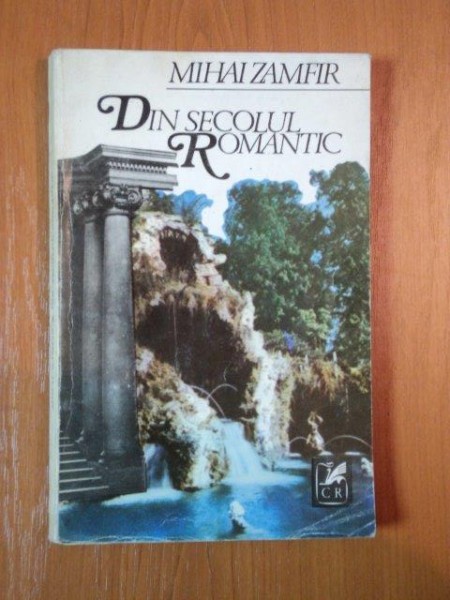 MIHAI ZAMFIR
DIN SECOLUL
ROMANTIC
CR